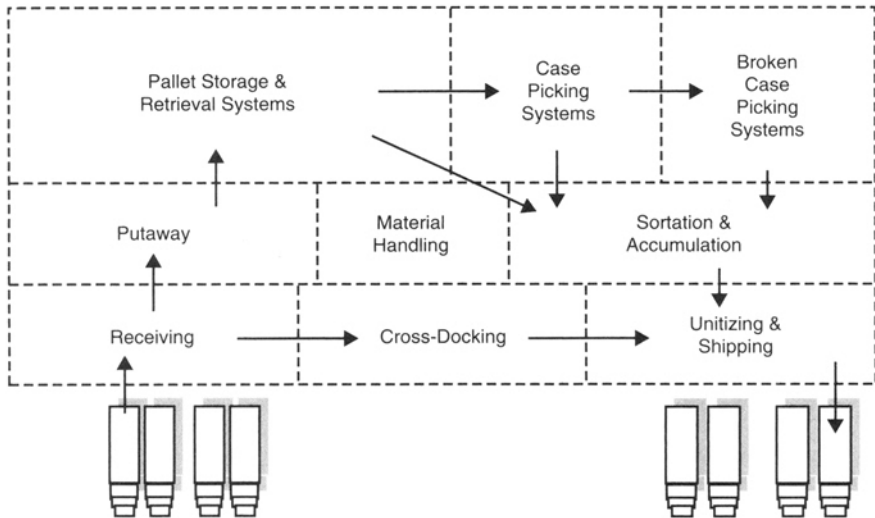 Pallet Storage &
Retrieval Systems
Case
Picking
Systems
Broken
Case
Picking
Systems
Putaway
Material
Handling
Sortation &
Accumulation
Receiving
Cross-Docking
Unitizing &
Shipping